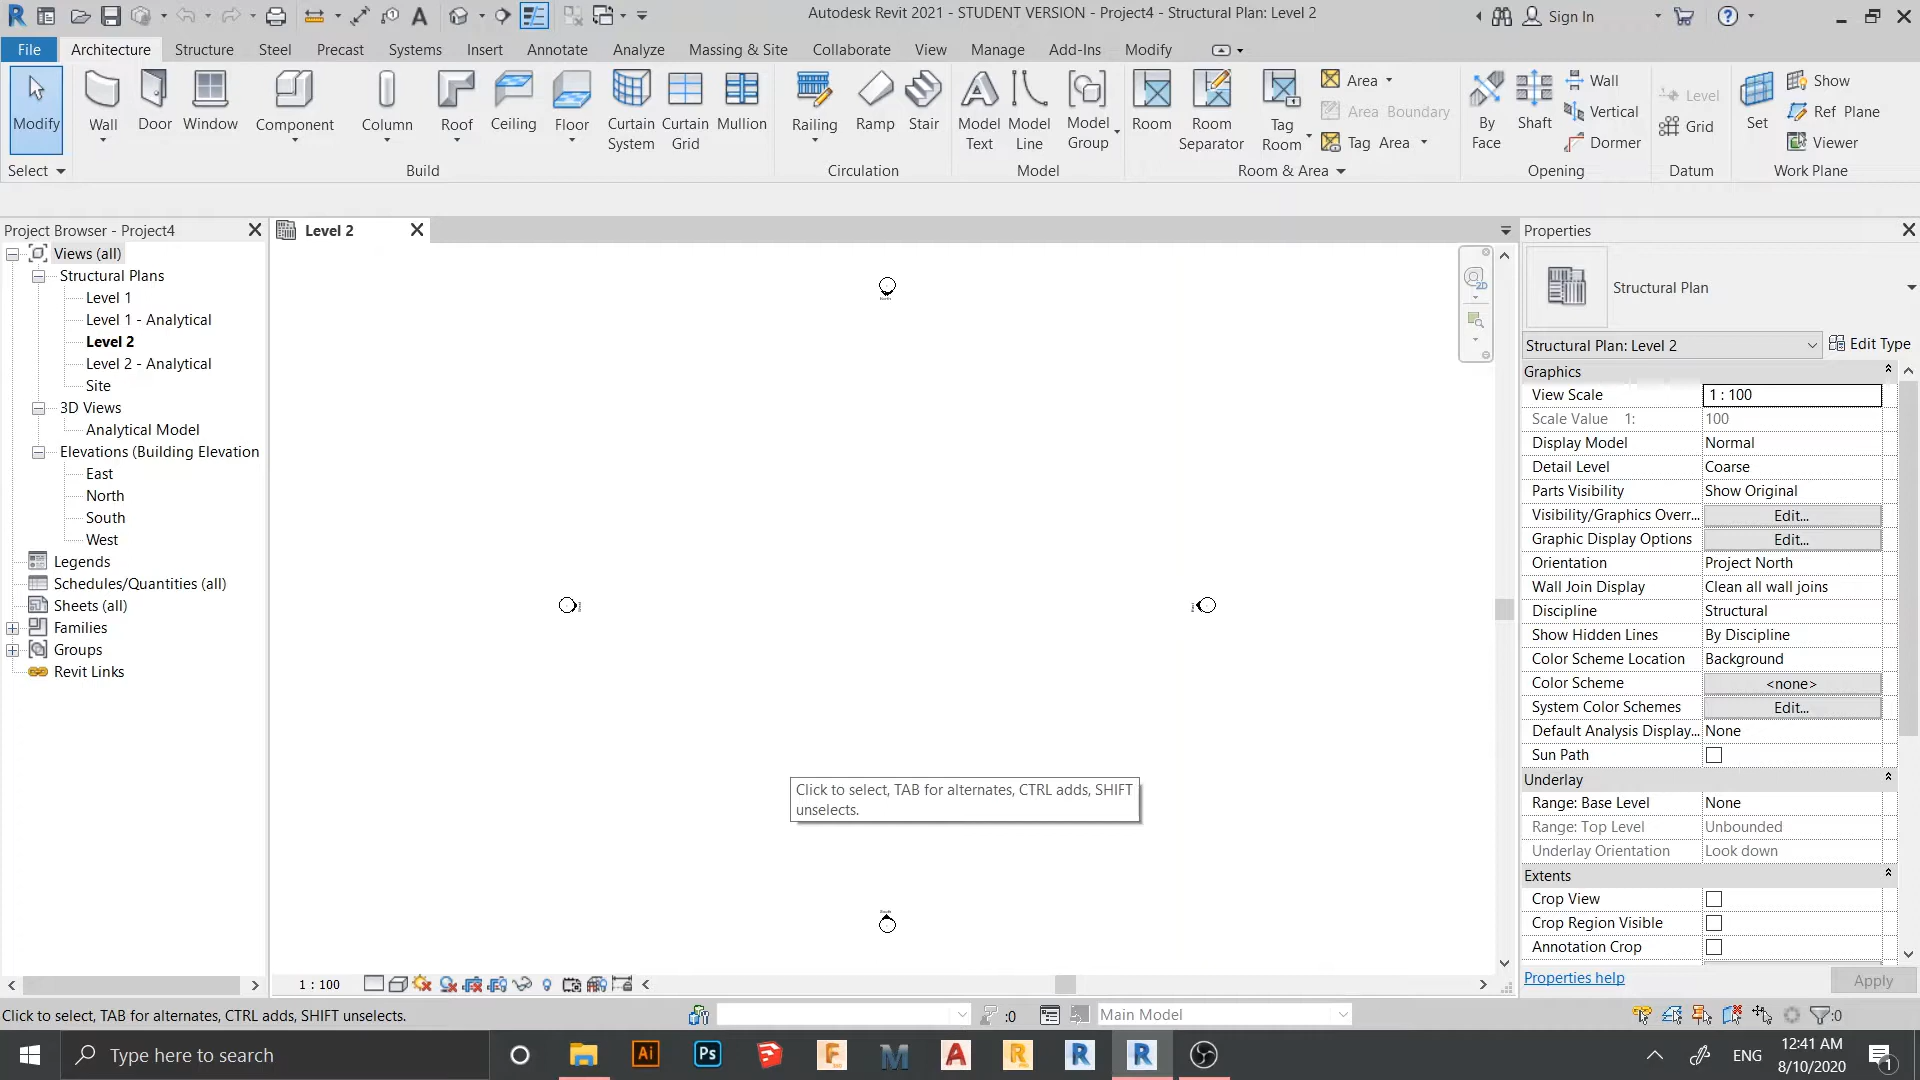 Autodesk Revit 2021 - STUDENT VERSION - Project4 - Structural Plan: Level 2
Sign In
File
Architecture
Structure
Steel
Precast
Systems
Insert
Annotate
Analyze
Massing & Site
Collaborate
View
Manage
Add-Ins
Modify
Modify
Wall
Door
Window
Component
Column
Roof
Ceiling
Floor
Curtain
System
Curtain
Grid
Mullion
Railing
Ramp
Stair
Model
Text
Model
Line
Model
Group
Room
Room
Separator
Tag
Room
Area
Area Boundary
Tag Area
By
Face
Shaft
Wall
Vertical
Dormer
Level
Grid
Set
Show
Ref Plane
Viewer
Select
Build
Circulation
Model
Room & Area
Opening
Datum
Work Plane
Project Browser - Project4
Views (all)
Structural Plans
Level 1
Level 1 - Analytical
Level 2
Level 2 - Analytical
Site
3D Views
Analytical Model
Elevations (Building Elevation
East
North
South
West
Legends
Schedules/Quantities (all)
Sheets (all)
Families
Groups
Revit Links
Level 2
2D
Click to select, TAB for alternates, CTRL adds, SHIFT
unselects.
1 : 100
Properties
Structural Plan
Structural Plan: Level 2
Edit Type
Graphics
View Scale 1 : 100
Scale Value 1: 100
Display Model Normal
Detail Level Coarse
Parts Visibility Show Original
Visibility/Graphics Overr... Edit...
Graphic Display Options Edit...
Orientation Project North
Wall Join Display Clean all wall joins
Discipline Structural
Show Hidden Lines By Discipline
Color Scheme Location Background
Color Scheme <none>
System Color Schemes Edit...
Default Analysis Display... None
Sun Path
Underlay
Range: Base Level None
Range: Top Level Unbounded
Underlay Orientation Look down
Extents
Crop View
Crop Region Visible
Annotation Crop
Properties help
Apply
Click to select, TAB for alternates, CTRL adds, SHIFT unselects.
:0
Main Model
:0
Type here to search
Ai
Ps
ENG
12:41 AM
8/10/2020
1